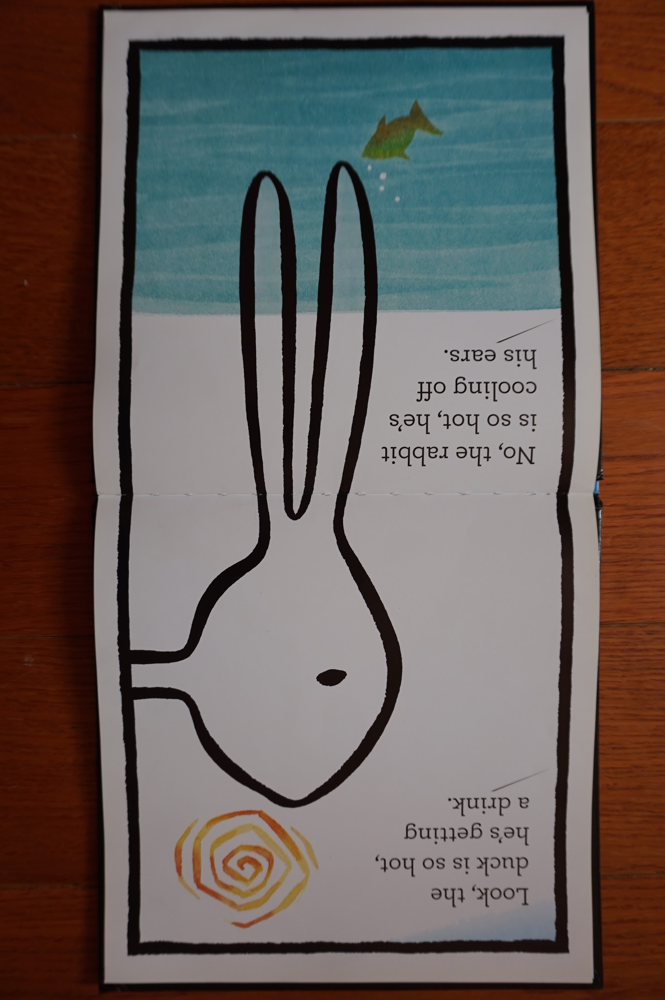 Look, the
duck is so hot,
he's getting
a drink.
No, the rabbit
is so hot, he's
cooling off
his ears.